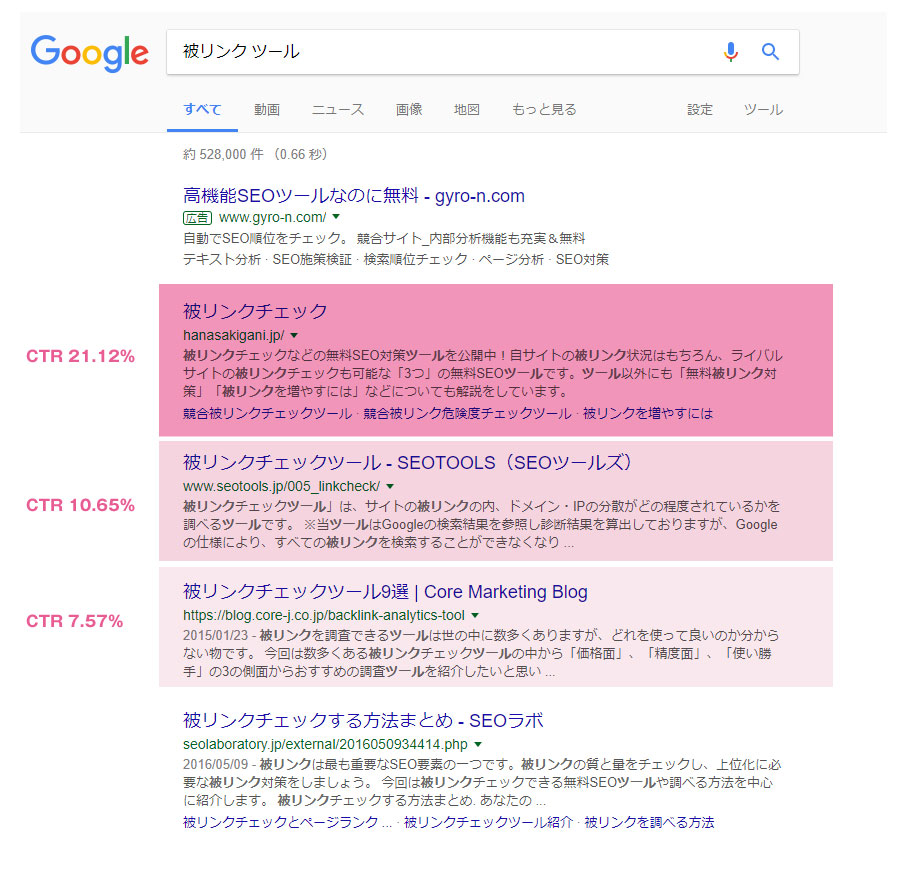 Google
被リンク ツール
すべて 動画 ニュース 画像 地図 もっと見る 設定 ツール
約 528,000 件 （0.66 秒）
高機能SEOツールなのに無料 - gyro-n.com
広告 www.gyro-n.com/
自動でSEO順位をチェック。 競合サイト_内部分析機能も充実＆無料
テキスト分析 · SEO施策検証 · 検索順位チェック · ページ分析 · SEO対策
被リンクチェック
hanasakigani.jp/
CTR 21.12%
被リンクチェックなどの無料SEO対策ツールを公開中！自サイトの被リンク状況はもちろん、ライバル
サイトの被リンクチェックも可能な「3つ」の無料SEOツールです。ツール以外にも「無料被リンク対
策」「被リンクを増やすには」などについても解説をしています。
競合被リンクチェックツール · 競合被リンク危険度チェックツール · 被リンクを増やすには
被リンクチェックツール - SEOTOOLS（SEOツールズ）
www.seotools.jp/005_linkcheck/
CTR 10.65%
被リンクチェックツール」は、サイトの被リンクの内、ドメイン・IPの分散がどの程度されているかを
調べるツールです。 ※当ツールはGoogleの検索結果を参照し診断結果を算出しておりますが、Google
の仕様により、すべての被リンクを検索することができなくなり ...
被リンクチェックツール9選 | Core Marketing Blog
https://blog.core-j.co.jp/backlink-analytics-tool
CTR 7.57%
2015/01/23 - 被リンクを調査できるツールは世の中に数多くありますが、どれを使って良いのか分から
ない物です。 今回は数多くある被リンクチェックツールの中から「価格面」、「精度面」、「使い勝
手」の3の側面からおすすめの調査ツールを紹介したいと思い ...
被リンクチェックする方法まとめ - SEOラボ
seolaboratory.jp/external/2016050934414.php
2016/05/09 - 被リンクは最も重要なSEO要素の一つです。被リンクの質と量をチェックし、上位化に必
要な被リンク対策をしましょう。 今回は被リンクチェックできる無料SEOツールや調べる方法を中心
に紹介します。 被リンクチェックする方法まとめ. あなたの ...
被リンクチェックとページランク ... · 被リンクチェックツール紹介 · 被リンクを調べる方法